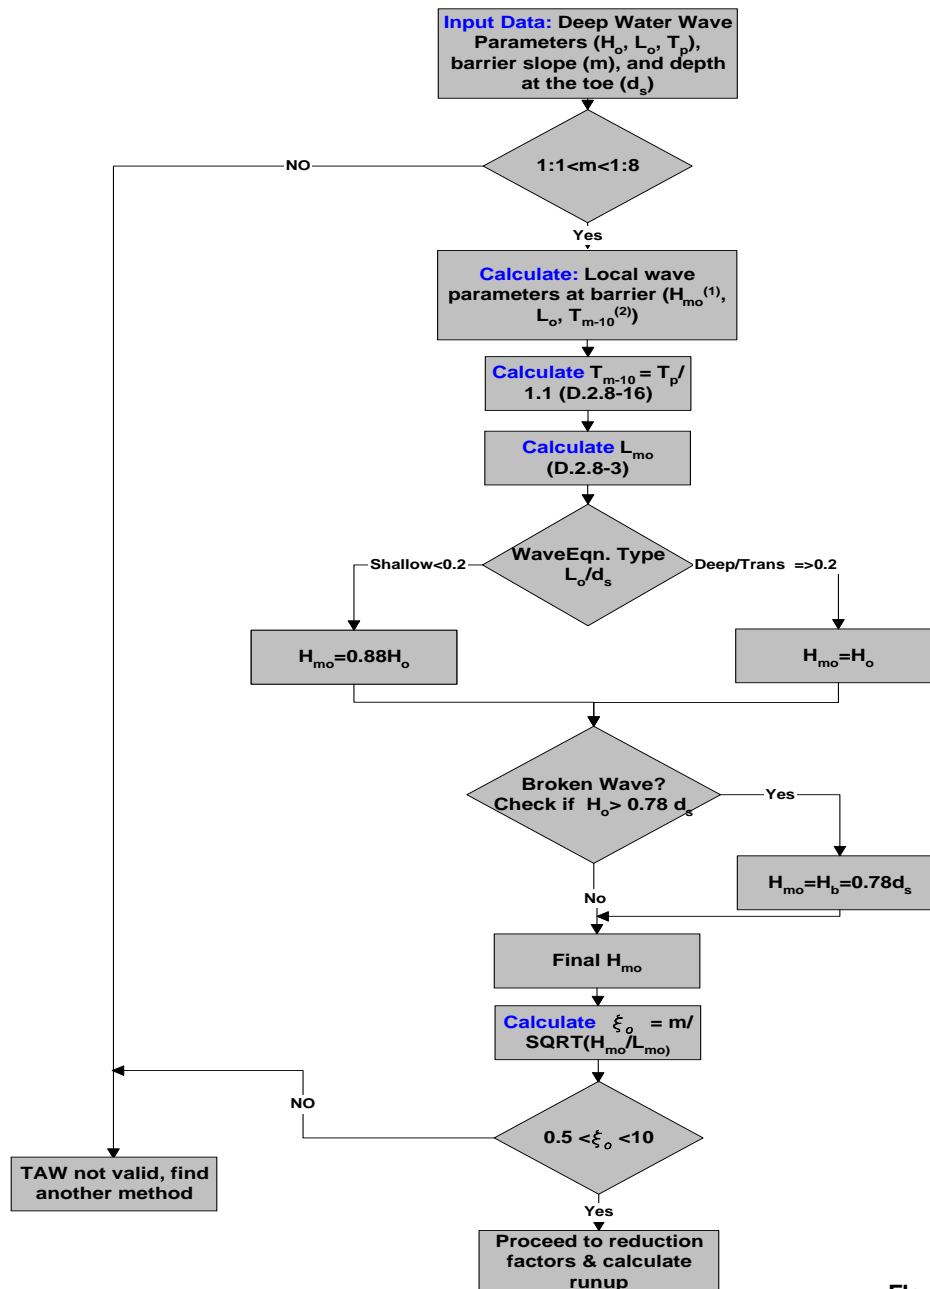 Input Data: Deep Water Wave
Parameters (Ho, Lo, Tp),
barrier slope (m), and depth
at the toe (ds)
1:1<m<1:8
NO
Yes
Calculate: Local wave
parameters at barrier (Hmo(1),
Lo, Tm-10(2))
Calculate Tm-10 = Tp/
1.1 (D.2.8-16)
Calculate Lmo
(D.2.8-3)
WaveEqn. Type
Lo/ds
Shallow<0.2
Deep/Trans =>0.2
Hmo=0.88Ho
Hmo=Ho
Broken Wave?
Check if Ho> 0.78 ds
Yes
Hmo=Hb=0.78ds
No
Final Hmo
Calculate ξo = m/
SQRT(Hmo/Lmo)
NO
0.5 <ξo <10
TAW not valid, find
another method
Yes
Proceed to reduction
factors & calculate
runup